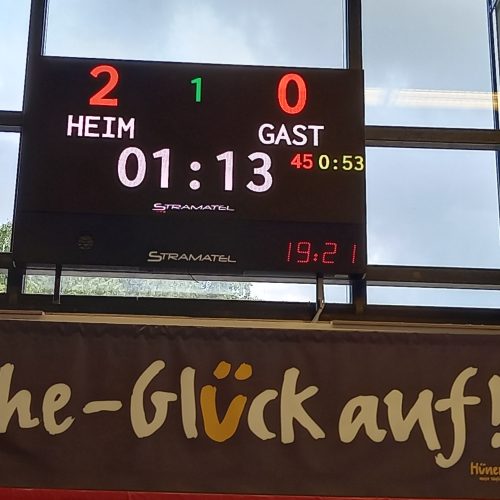 2 1 0
HEIM GAST
01:13 45 0:53
STRAMATEL
STRAMATEL 19:21
he-Glück auf!